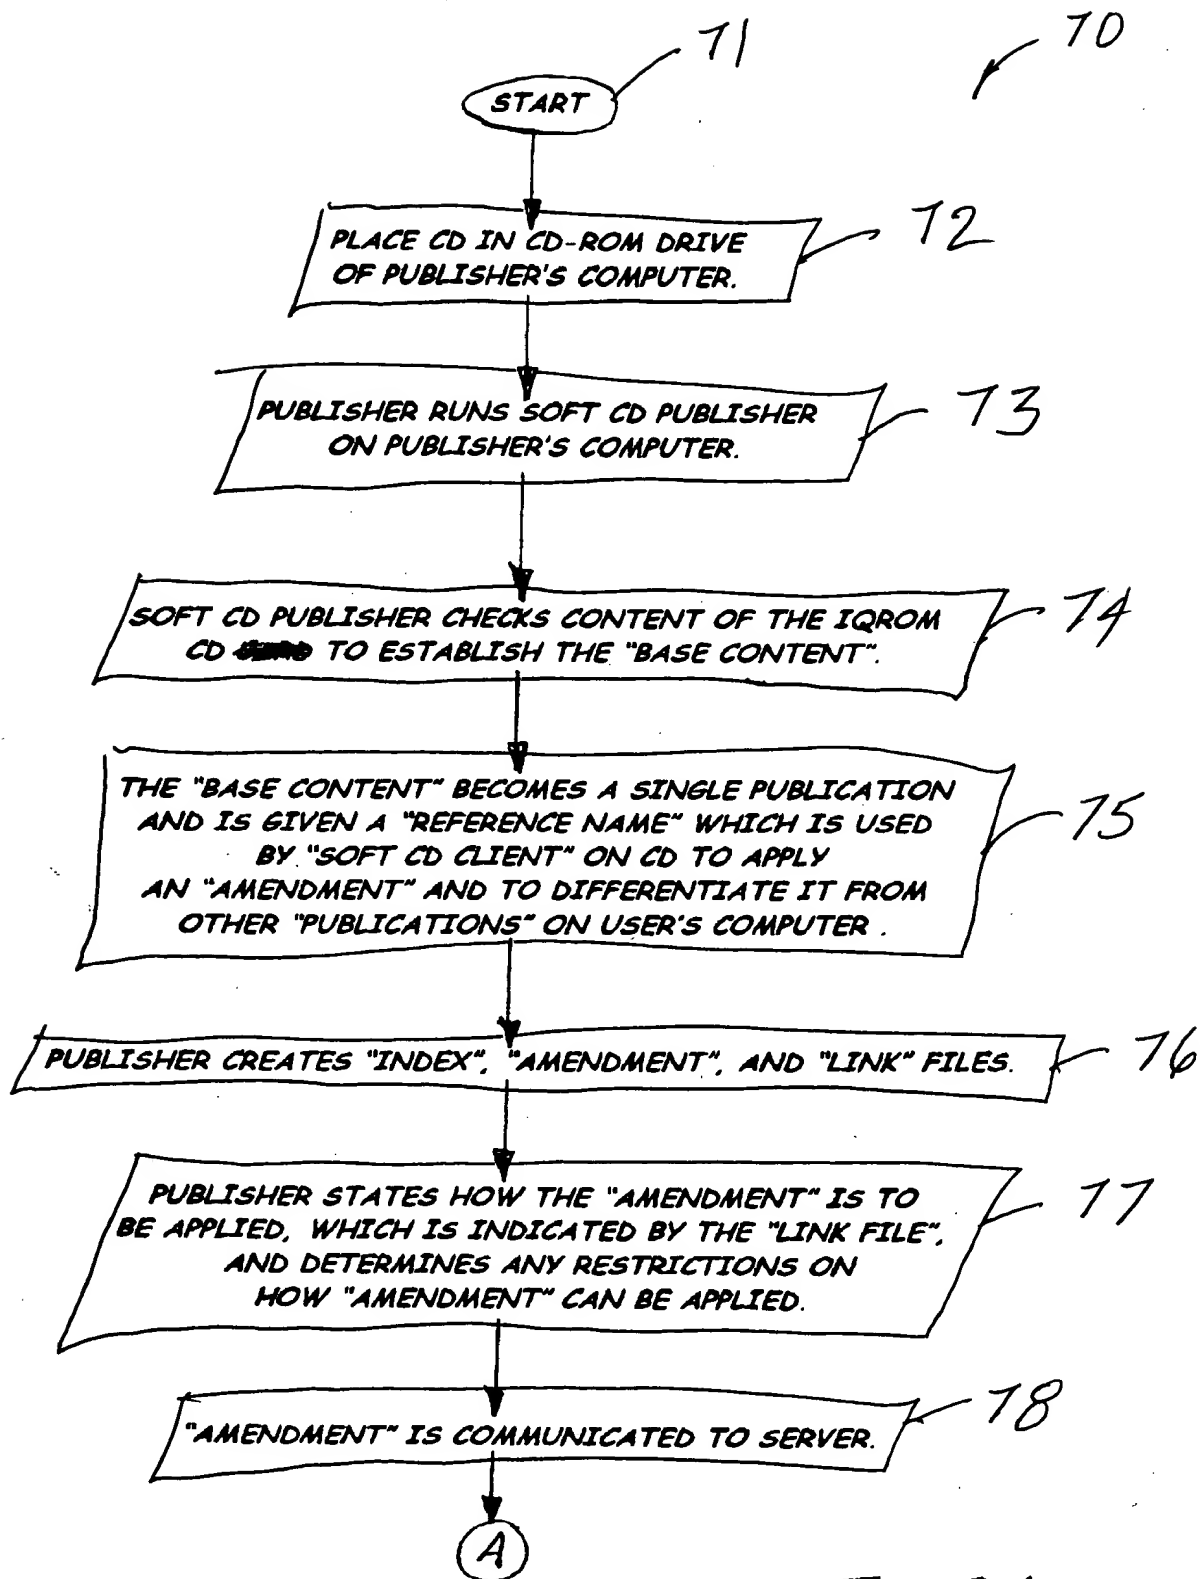 70
71
START
72
PLACE CD IN CD-ROM DRIVE
OF PUBLISHER'S COMPUTER.
73
PUBLISHER RUNS SOFT CD PUBLISHER
ON PUBLISHER'S COMPUTER.
74
SOFT CD PUBLISHER CHECKS CONTENT OF THE IQROM
CD TO ESTABLISH THE "BASE CONTENT".
75
THE "BASE CONTENT" BECOMES A SINGLE PUBLICATION
AND IS GIVEN A "REFERENCE NAME" WHICH IS USED
BY "SOFT CD CLIENT" ON CD TO APPLY
AN "AMENDMENT" AND TO DIFFERENTIATE IT FROM
OTHER "PUBLICATIONS" ON USER'S COMPUTER .
76
PUBLISHER CREATES "INDEX", "AMENDMENT", AND "LINK" FILES.
77
PUBLISHER STATES HOW THE "AMENDMENT" IS TO
BE APPLIED, WHICH IS INDICATED BY THE "LINK FILE",
AND DETERMINES ANY RESTRICTIONS ON
HOW "AMENDMENT" CAN BE APPLIED.
78
"AMENDMENT" IS COMMUNICATED TO SERVER.
A